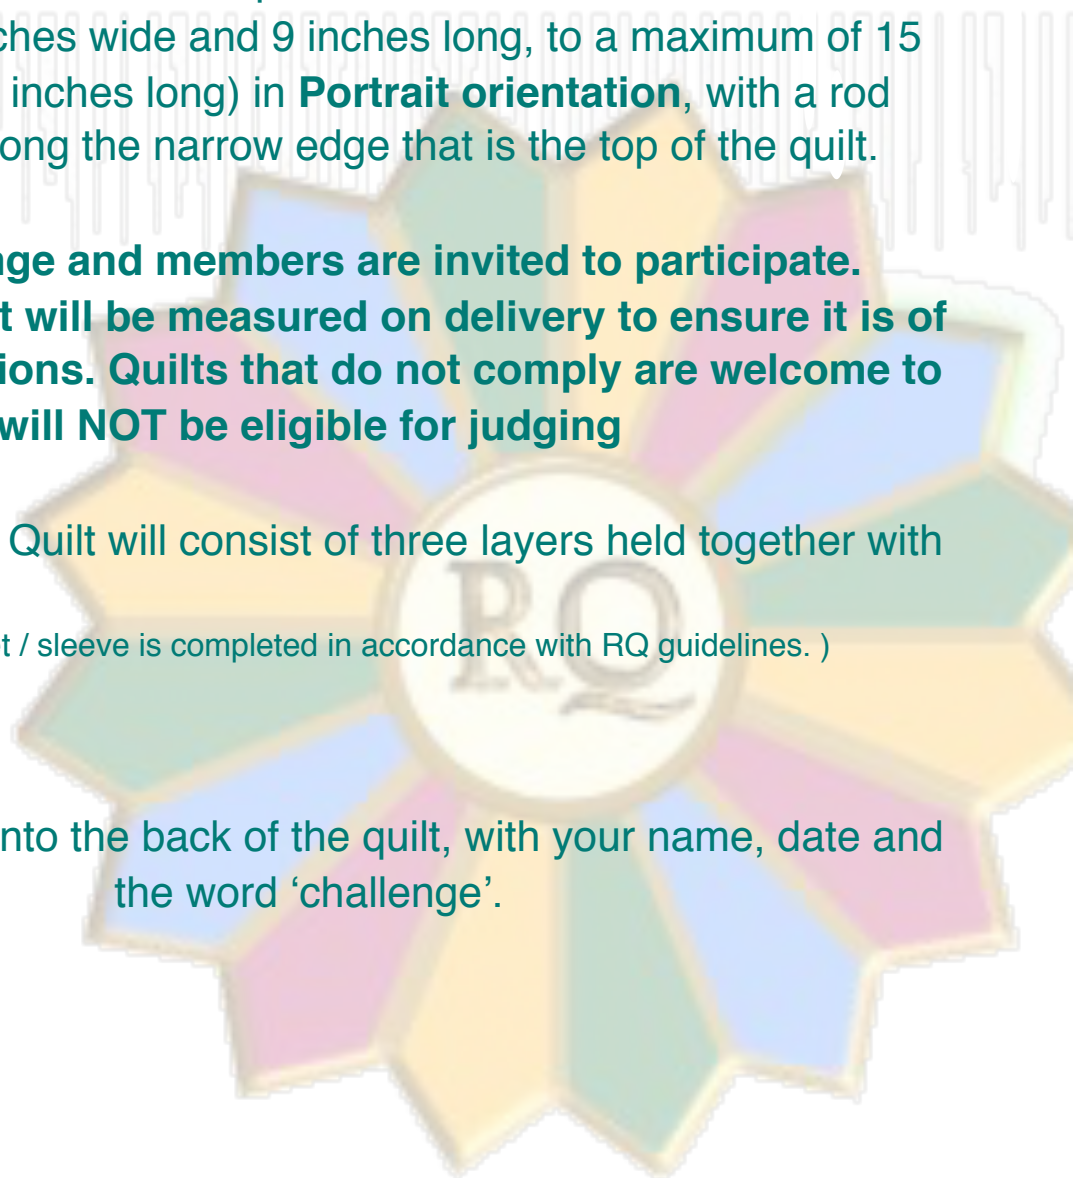 ches wide and 9 inches long, to a maximum of 15
inches long) in Portrait orientation, with a rod
ong the narrow edge that is the top of the quilt.
nge and members are invited to participate.
t will be measured on delivery to ensure it is of
ions. Quilts that do not comply are welcome to
will NOT be eligible for judging
Quilt will consist of three layers held together with
RQ
t / sleeve is completed in accordance with RQ guidelines. )
nto the back of the quilt, with your name, date and
the word ‘challenge’.